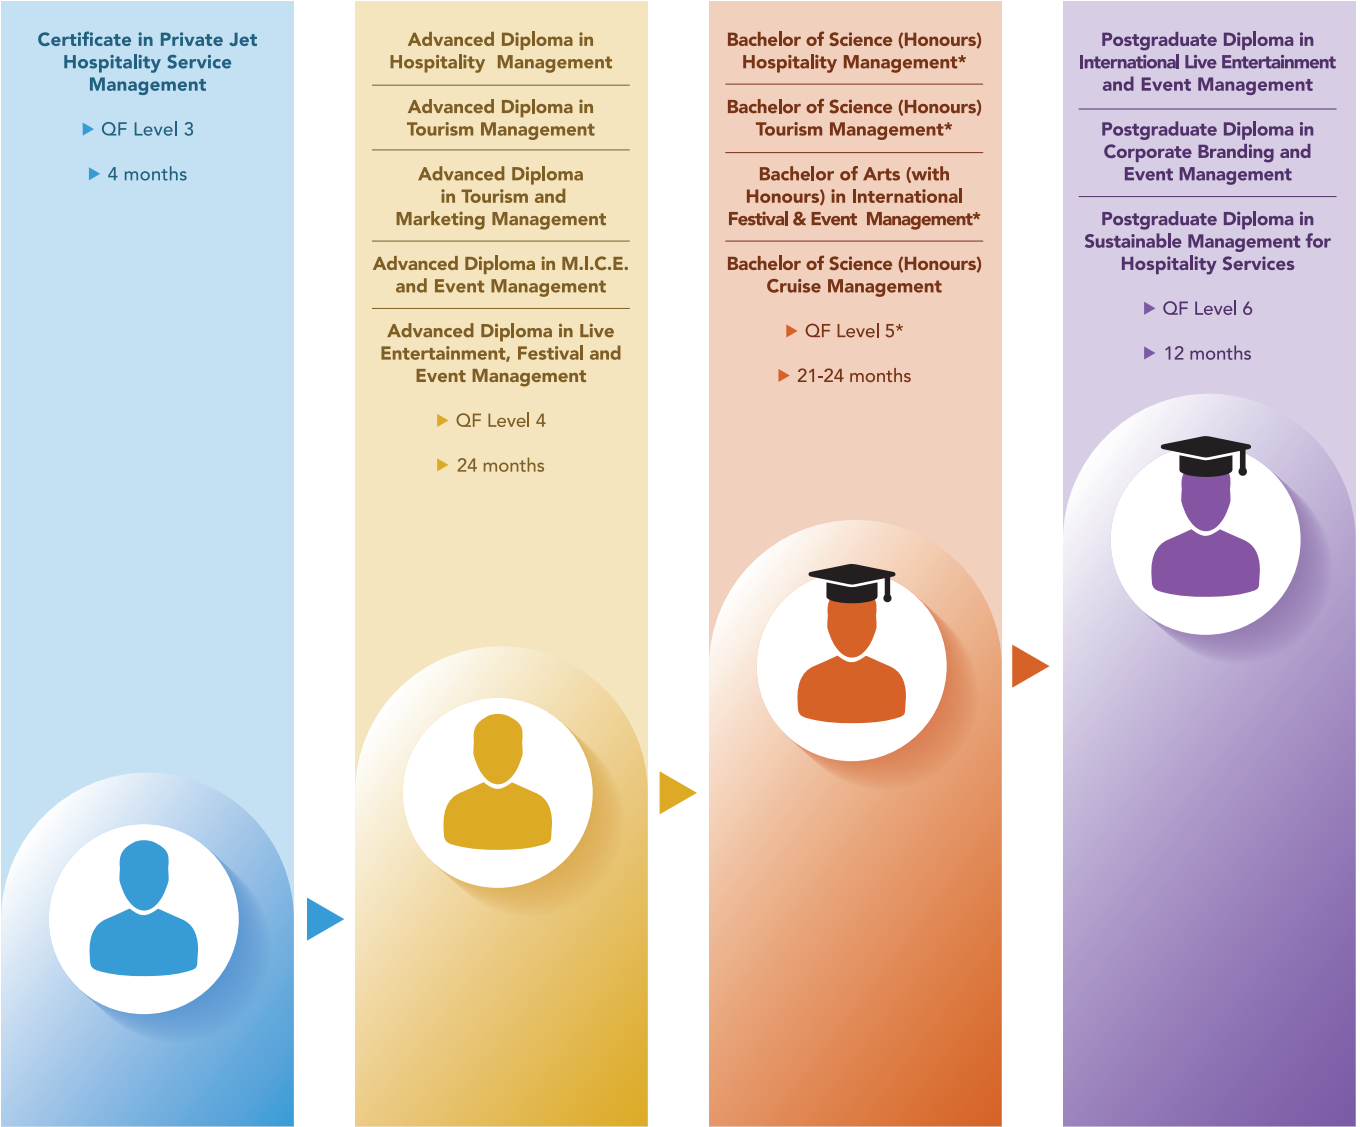 Certificate in Private Jet
Hospitality Service
Management
QF Level 3
4 months
Advanced Diploma in
Hospitality Management
Advanced Diploma in
Tourism Management
Advanced Diploma
in Tourism and
Marketing Management
Advanced Diploma in M.I.C.E.
and Event Management
Advanced Diploma in Live
Entertainment, Festival and
Event Management
QF Level 4
24 months
Bachelor of Science (Honours)
Hospitality Management*
Bachelor of Science (Honours)
Tourism Management*
Bachelor of Arts (with
Honours) in International
Festival & Event Management*
Bachelor of Science (Honours)
Cruise Management
QF Level 5*
21-24 months
Postgraduate Diploma in
International Live Entertainment
and Event Management
Postgraduate Diploma in
Corporate Branding and
Event Management
Postgraduate Diploma in
Sustainable Management for
Hospitality Services
QF Level 6
12 months